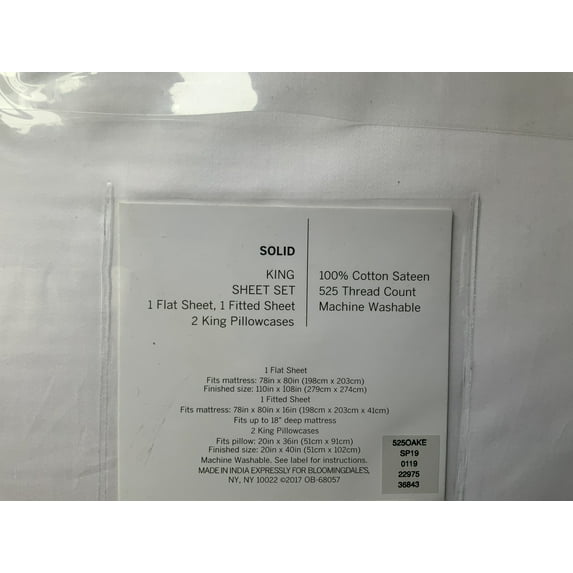 SOLID
KING
SHEET SET
1 Flat Sheet, 1 Fitted Sheet
2 King Pillowcases
100% Cotton Sateen
525 Thread Count
Machine Washable
1 Flat Sheet
Fits mattress: 78in x 80in (198cm x 203cm)
Finished size: 110in x 108in (279cm x 274cm)
1 Fitted Sheet
Fits mattress: 78in x 80in x 16in (198cm x 203cm x 41cm)
Fits up to 18" deep mattress
2 King Pillowcases
Fits pillow: 20in x 36in (51cm x 91cm)
Finished size: 20in x 40in (51cm x 102cm)
Machine Washable. See label for instructions.
MADE IN INDIA EXPRESSLY FOR BLOOMINGDALE'S,
NY, NY 10022 ©2017 OB-68057
525OAKE
SP19
0119
22975
36843